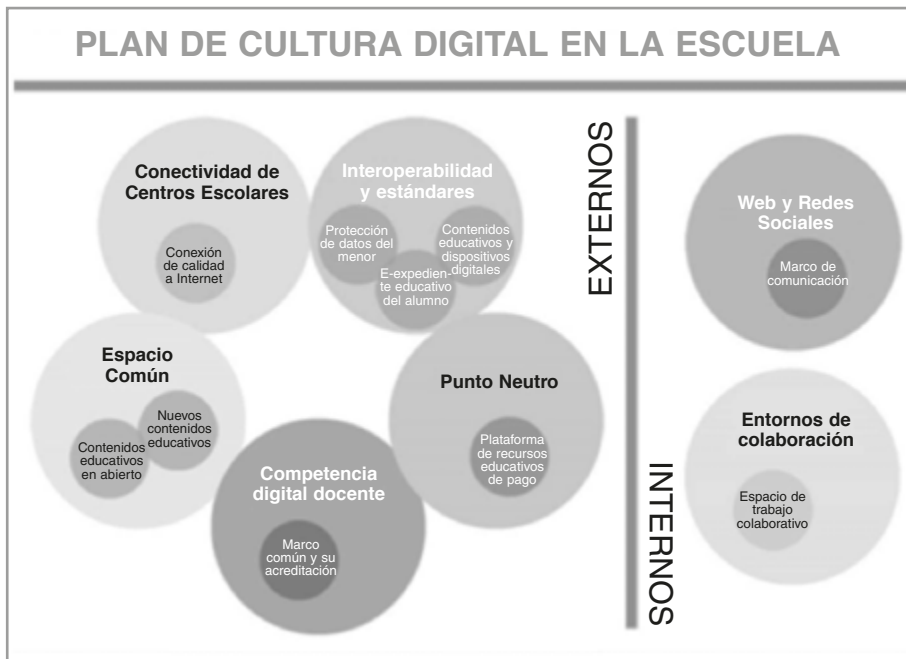 PLAN DE CULTURA DIGITAL EN LA ESCUELA
Conectividad de
Centros Escolares
Conexión
de calidad
a Internet
Interoperabilidad
y estándares
Protección
de datos del
menor
Contenidos
educativos y
dispositivos
digitales
E-expedien-
te educativo
del alumno
Espacio
Común
Contenidos
educativos
en abierto
Nuevos
contenidos
educativos
Punto Neutro
Plataforma
de recursos
educativos
de pago
Competencia
digital docente
Marco
común y su
acreditación
EXTERNOS
INTERNOS
Web y Redes
Sociales
Marco de
comunicación
Entornos de
colaboración
Espacio de
trabajo
colaborativo